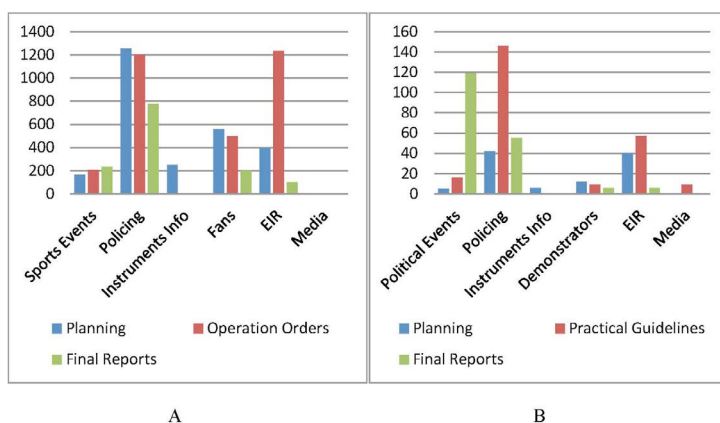 1400
1200
1000
800
600
400
200
0
Sports Events
Policing
Instruments Info
Fans
EIR
Media
Planning
Operation Orders
Final Reports
160
140
120
100
80
60
40
20
0
Political Events
Policing
Instruments Info
Demonstrators
EIR
Media
Planning
Practical Guidelines
Final Reports
A
B